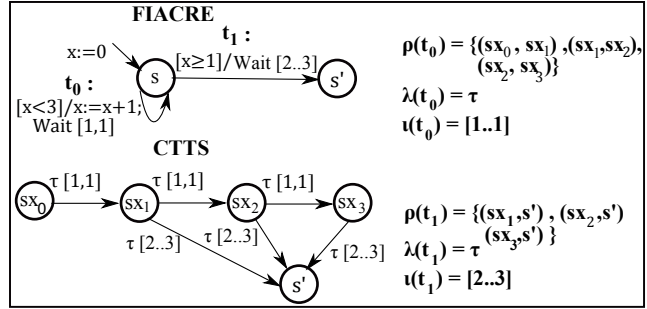 FIACRE
x:=0
t₁ :
[x≥1]/Wait [2..3]
s
s'
t₀ :
[x<3]/x:=x+1;
Wait [1,1]
ρ(t₀) = {(sx₀ , sx₁) ,(sx₁,sx₂),
(sx₂, sx₃)}
λ(t₀) = τ
ι(t₀) = [1..1]
CTTS
τ [1,1] τ [1,1] τ [1,1]
sx₀ sx₁ sx₂ sx₃
τ [2..3] τ [2..3] τ [2..3]
s'
ρ(t₁) = {(sx₁,s') , (sx₂,s')
(sx₃,s') }
λ(t₁) = τ
ι(t₁) = [2..3]